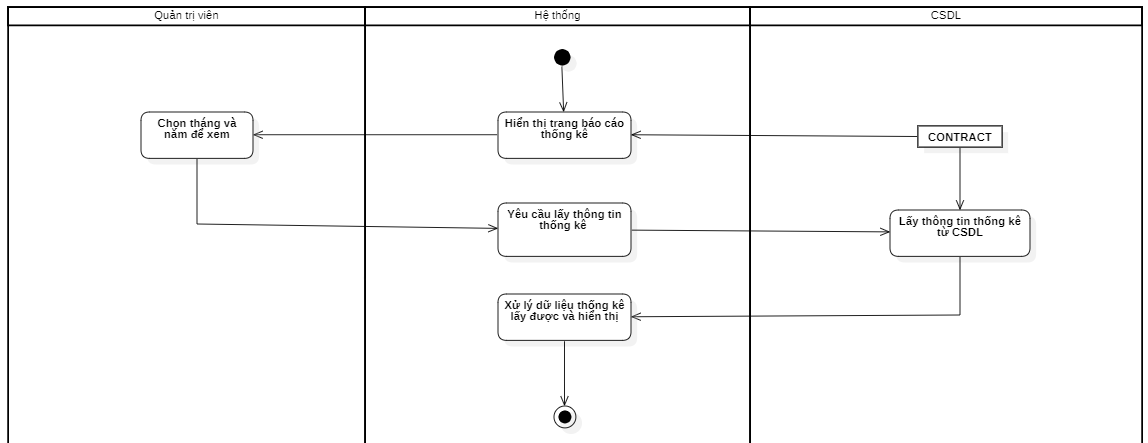 Quản trị viên
Hệ thống
CSDL
Chọn tháng và
năm để xem
Hiển thị trang báo cáo
thống kê
CONTRACT
Yêu cầu lấy thông tin
thống kê
Lấy thông tin thống kê
từ CSDL
Xử lý dữ liệu thống kê
lấy được và hiển thị